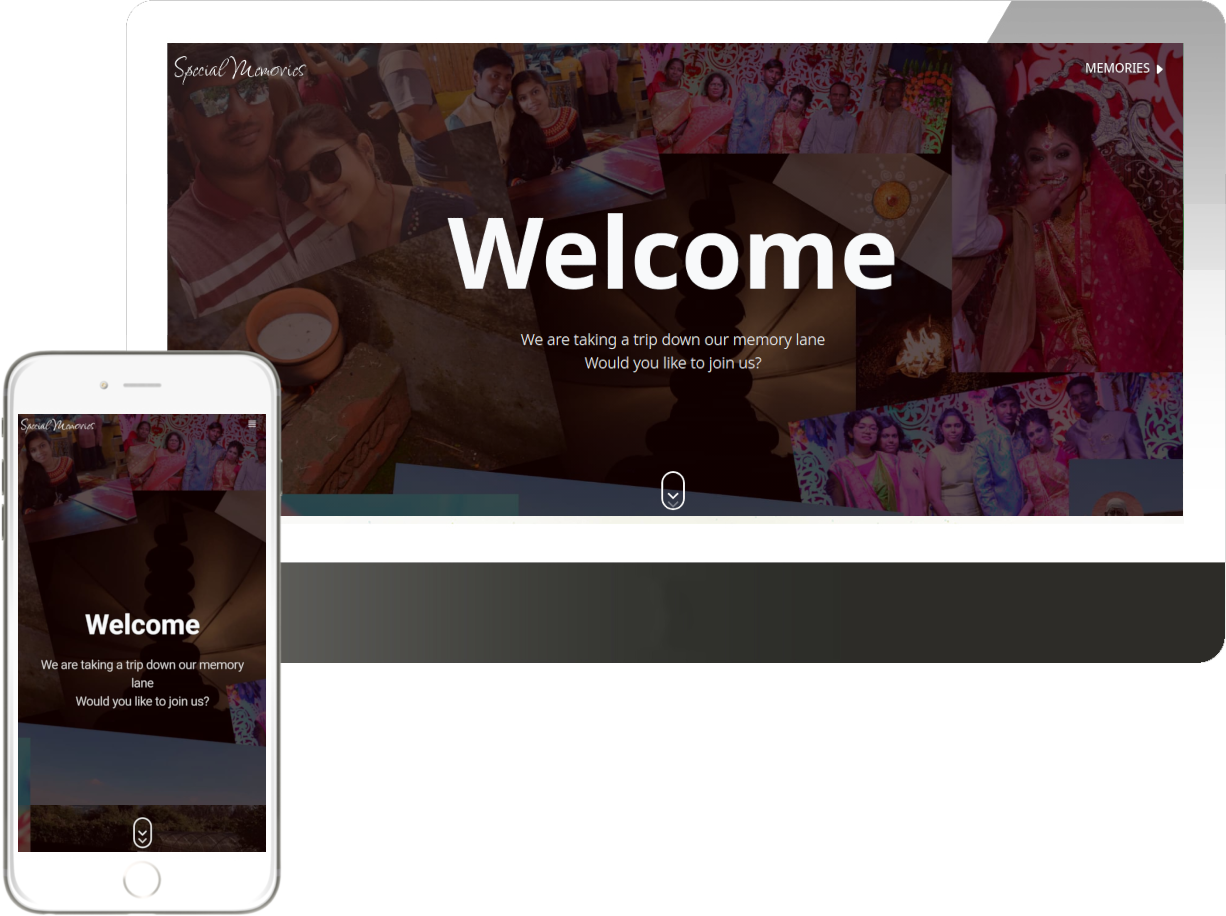 Special Memories
MEMORIES
Welcome
We are taking a trip down our memory lane
Would you like to join us?
Special Memories
Welcome
We are taking a trip down our memory
lane
Would you like to join us?